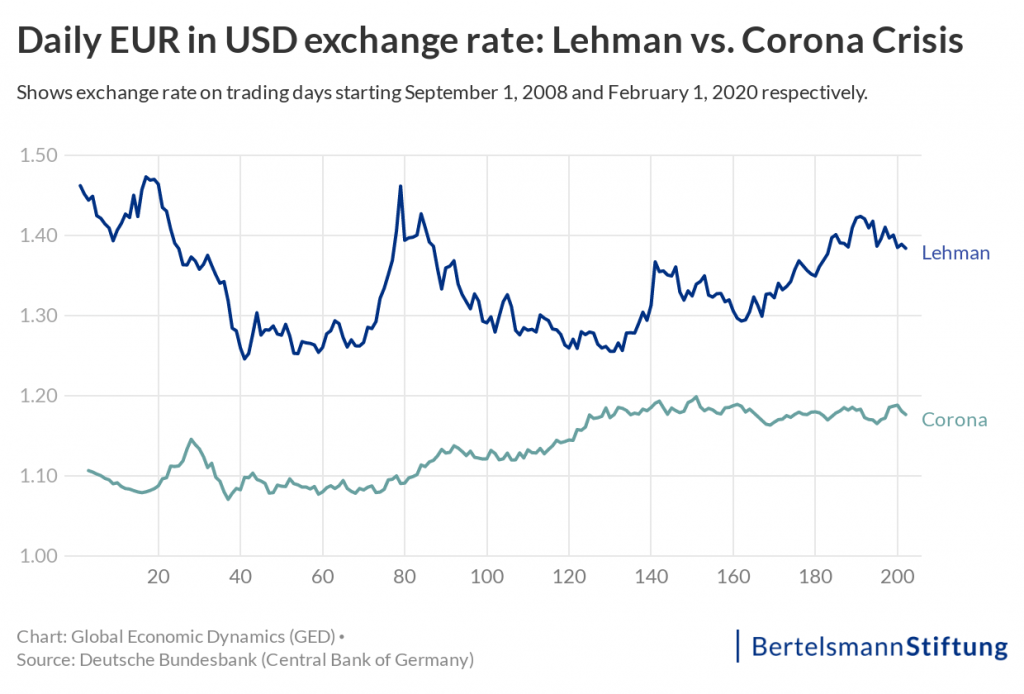 Daily EUR in USD exchange rate: Lehman vs. Corona Crisis
Shows exchange rate on trading days starting September 1, 2008 and February 1, 2020 respectively.
1.50
1.40
Lehman
1.30
1.20
Corona
1.10
1.00
20 40 60 80 100 120 140 160 180 200
Chart: Global Economic Dynamics (GED) •
Source: Deutsche Bundesbank (Central Bank of Germany)
| BertelsmannStiftung